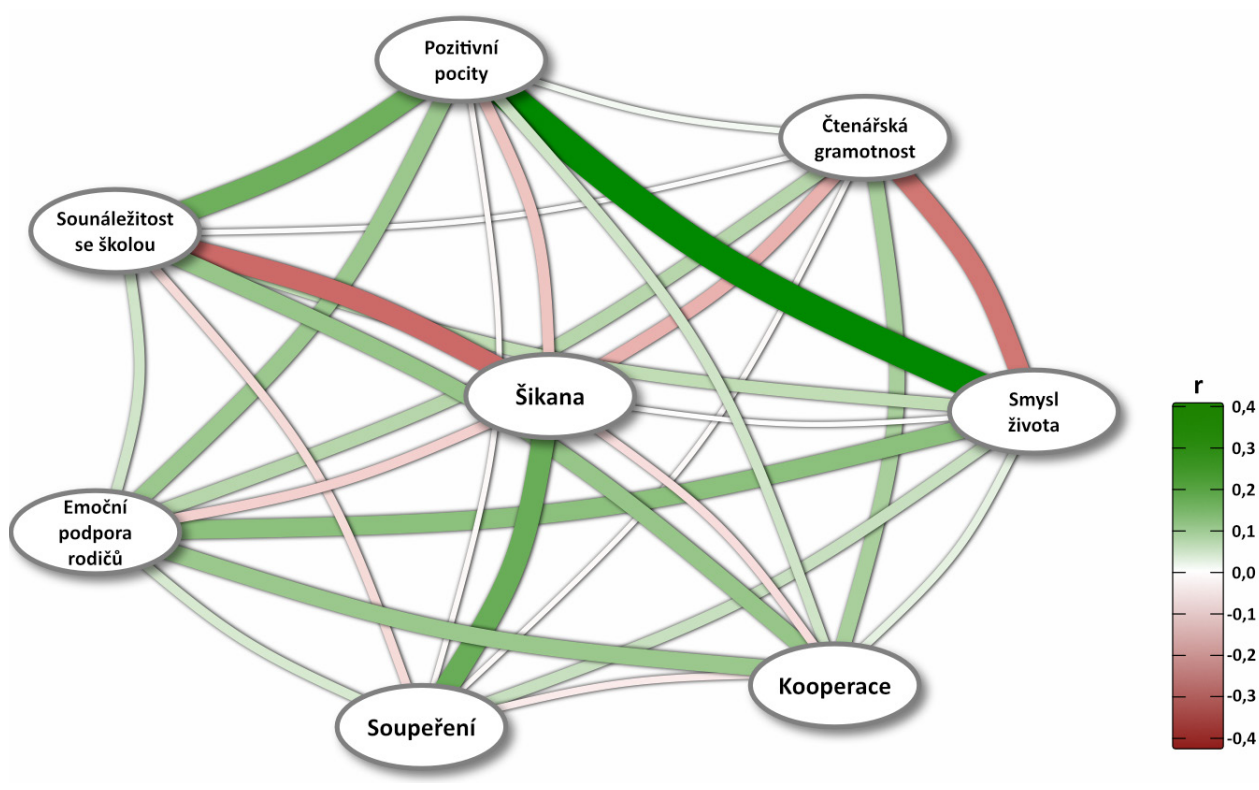 Pozitivní
pocity
Čtenářská
gramotnost
Sounáležitost
se školou
Šikana
Smysl
života
Emoční
podpora
rodičů
Soupeření
Kooperace
r
0,4
0,3
0,2
0,1
0,0
-0,1
-0,2
-0,3
-0,4